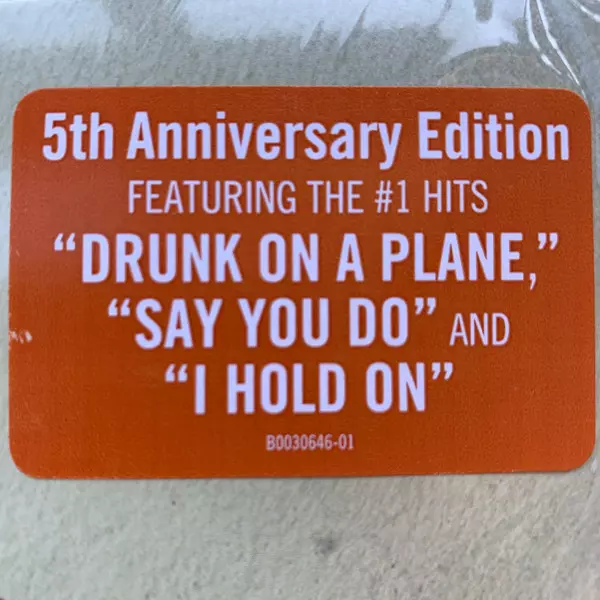 5th Anniversary Edition
FEATURING THE #1 HITS
“DRUNK ON A PLANE,”
“SAY YOU DO” AND
“I HOLD ON”
B0030646-01